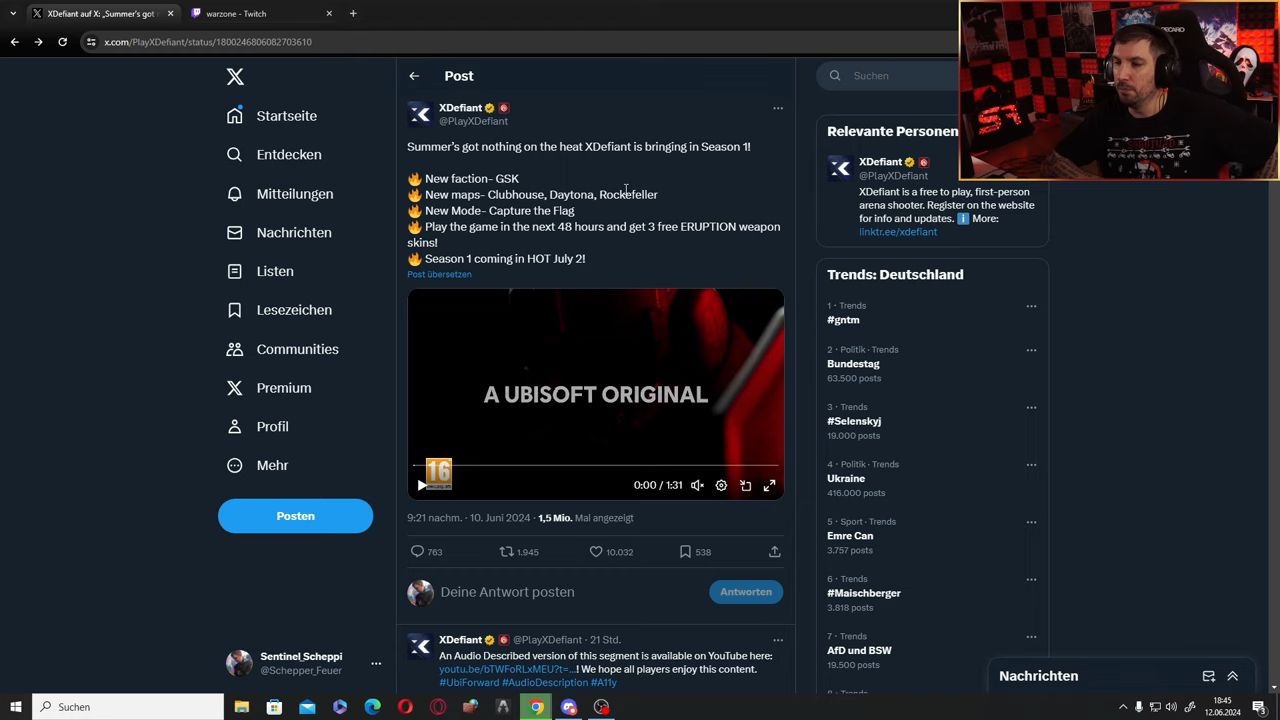 XDefiant auf X: „Summer's got
warzone - Twitch
x.com/PlayXDefiant/status/1800246806082703610
Startseite
Entdecken
Mitteilungen
Nachrichten
Listen
Lesezeichen
Communities
Premium
Profil
Mehr
Posten
Sentinel_Scheppi
@Schepper_Feuer
Post
XDefiant
@PlayXDefiant
Summer's got nothing on the heat XDefiant is bringing in Season 1!
🔥 New faction- GSK
🔥 New maps- Clubhouse, Daytona, Rockefeller
🔥 New Mode- Capture the Flag
🔥 Play the game in the next 48 hours and get 3 free ERUPTION weapon
skins!
🔥 Season 1 coming in HOT July 2!
Post übersetzen
A UBISOFT ORIGINAL
16
0:00 / 1:31
9:21 nachm. · 10. Juni 2024 · 1,5 Mio. Mal angezeigt
763 1.945 10.032 538
Deine Antwort posten
Antworten
XDefiant @PlayXDefiant · 21 Std.
An Audio Described version of this segment is available on YouTube here:
youtu.be/bTWFoRLxMEU?t=...! We hope all players enjoy this content.
#UbiForward #AudioDescription #A11y
Suchen
Relevante Personen
XDefiant
@PlayXDefiant
XDefiant is a free to play, first-person
arena shooter. Register on the website
for info and updates. ℹ️ More:
linktr.ee/xdefiant
Trends: Deutschland
1 · Trends
#gntm
2 · Politik · Trends
Bundestag
63.500 posts
3 · Trends
#Selenskyj
19.000 posts
4 · Politik · Trends
Ukraine
416.000 posts
5 · Sport · Trends
Emre Can
3.757 posts
6 · Trends
#Maischberger
3.818 posts
7 · Trends
AfD und BSW
19.500 posts
Nachrichten
Suchen
18:45
12.06.2024
3